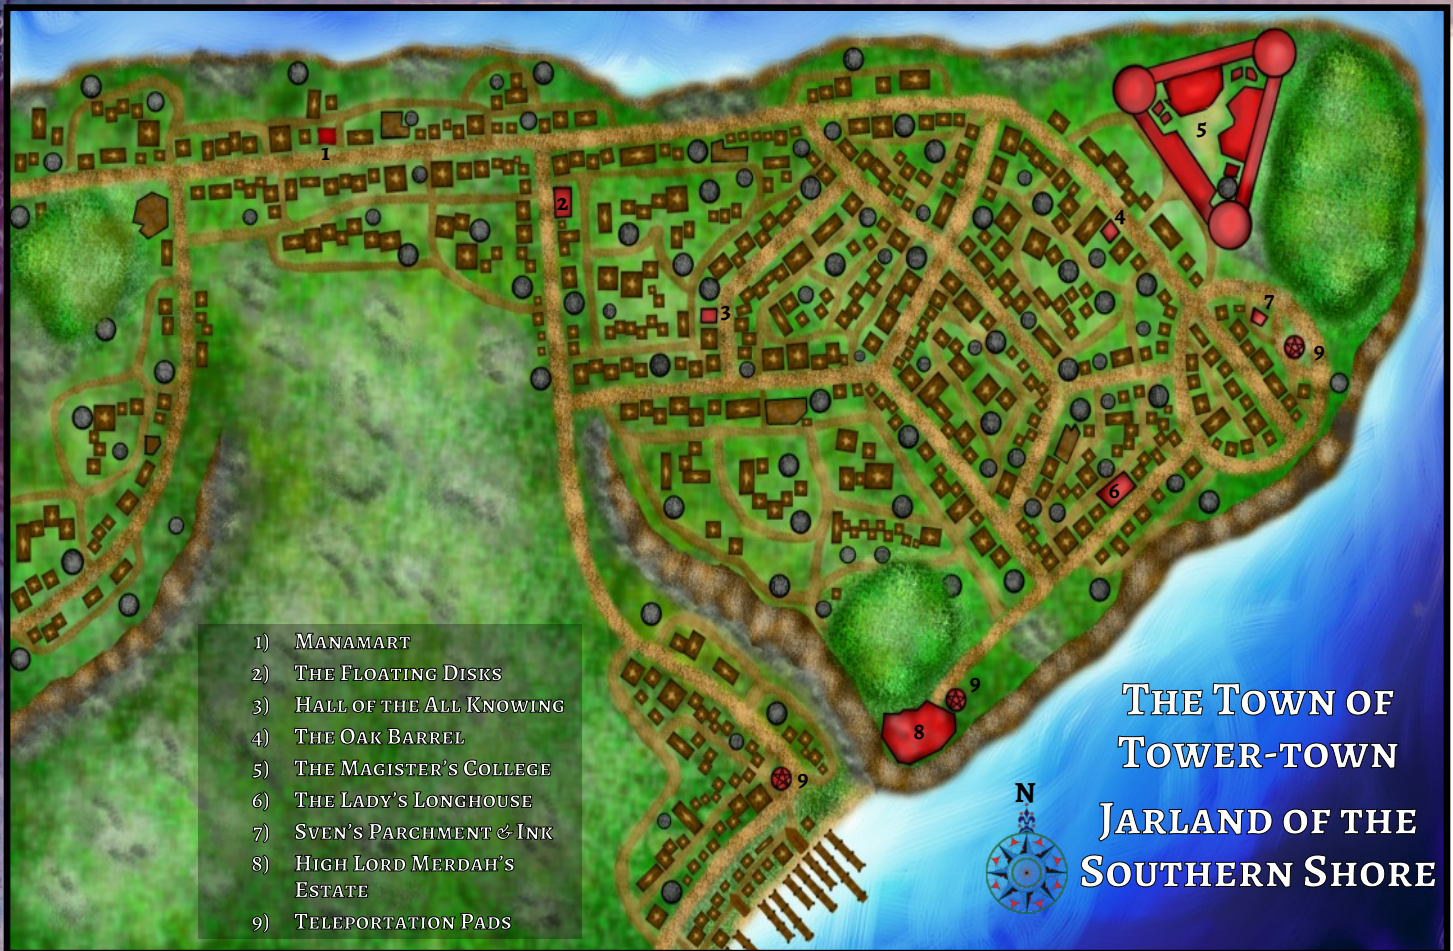 5
1
2
4
3
7
9
6
9
8
9
1) Manamart
2) The Floating Disks
3) Hall of the All Knowing
4) The Oak Barrel
5) The Magister's College
6) The Lady's Longhouse
7) Sven's Parchment & Ink
8) High Lord Merdah's
Estate
9) Teleportation Pads
The Town of
Tower-town
Jarland of the
Southern Shore
N